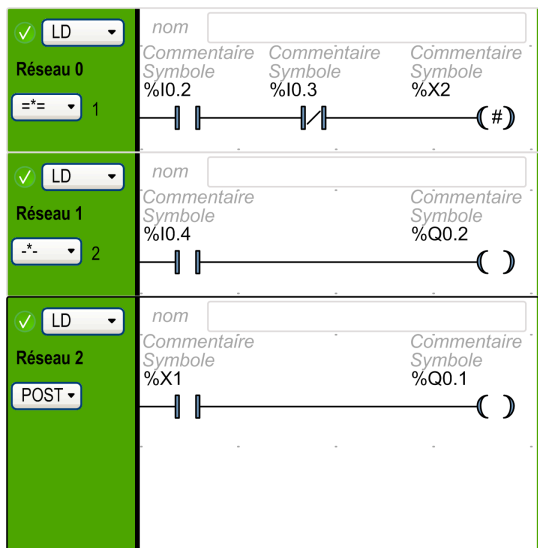 LD
nom
Réseau 0
Commentaire Commentaire Commentaire
Symbole Symbole Symbole
%I0.2 %I0.3 %X2
=*= 1
(#)
LD
nom
Réseau 1
Commentaire Commentaire
Symbole Symbole
%I0.4 %Q0.2
-*- 2
( )
LD
nom
Réseau 2
Commentaire Commentaire
Symbole Symbole
%X1 %Q0.1
POST
( )